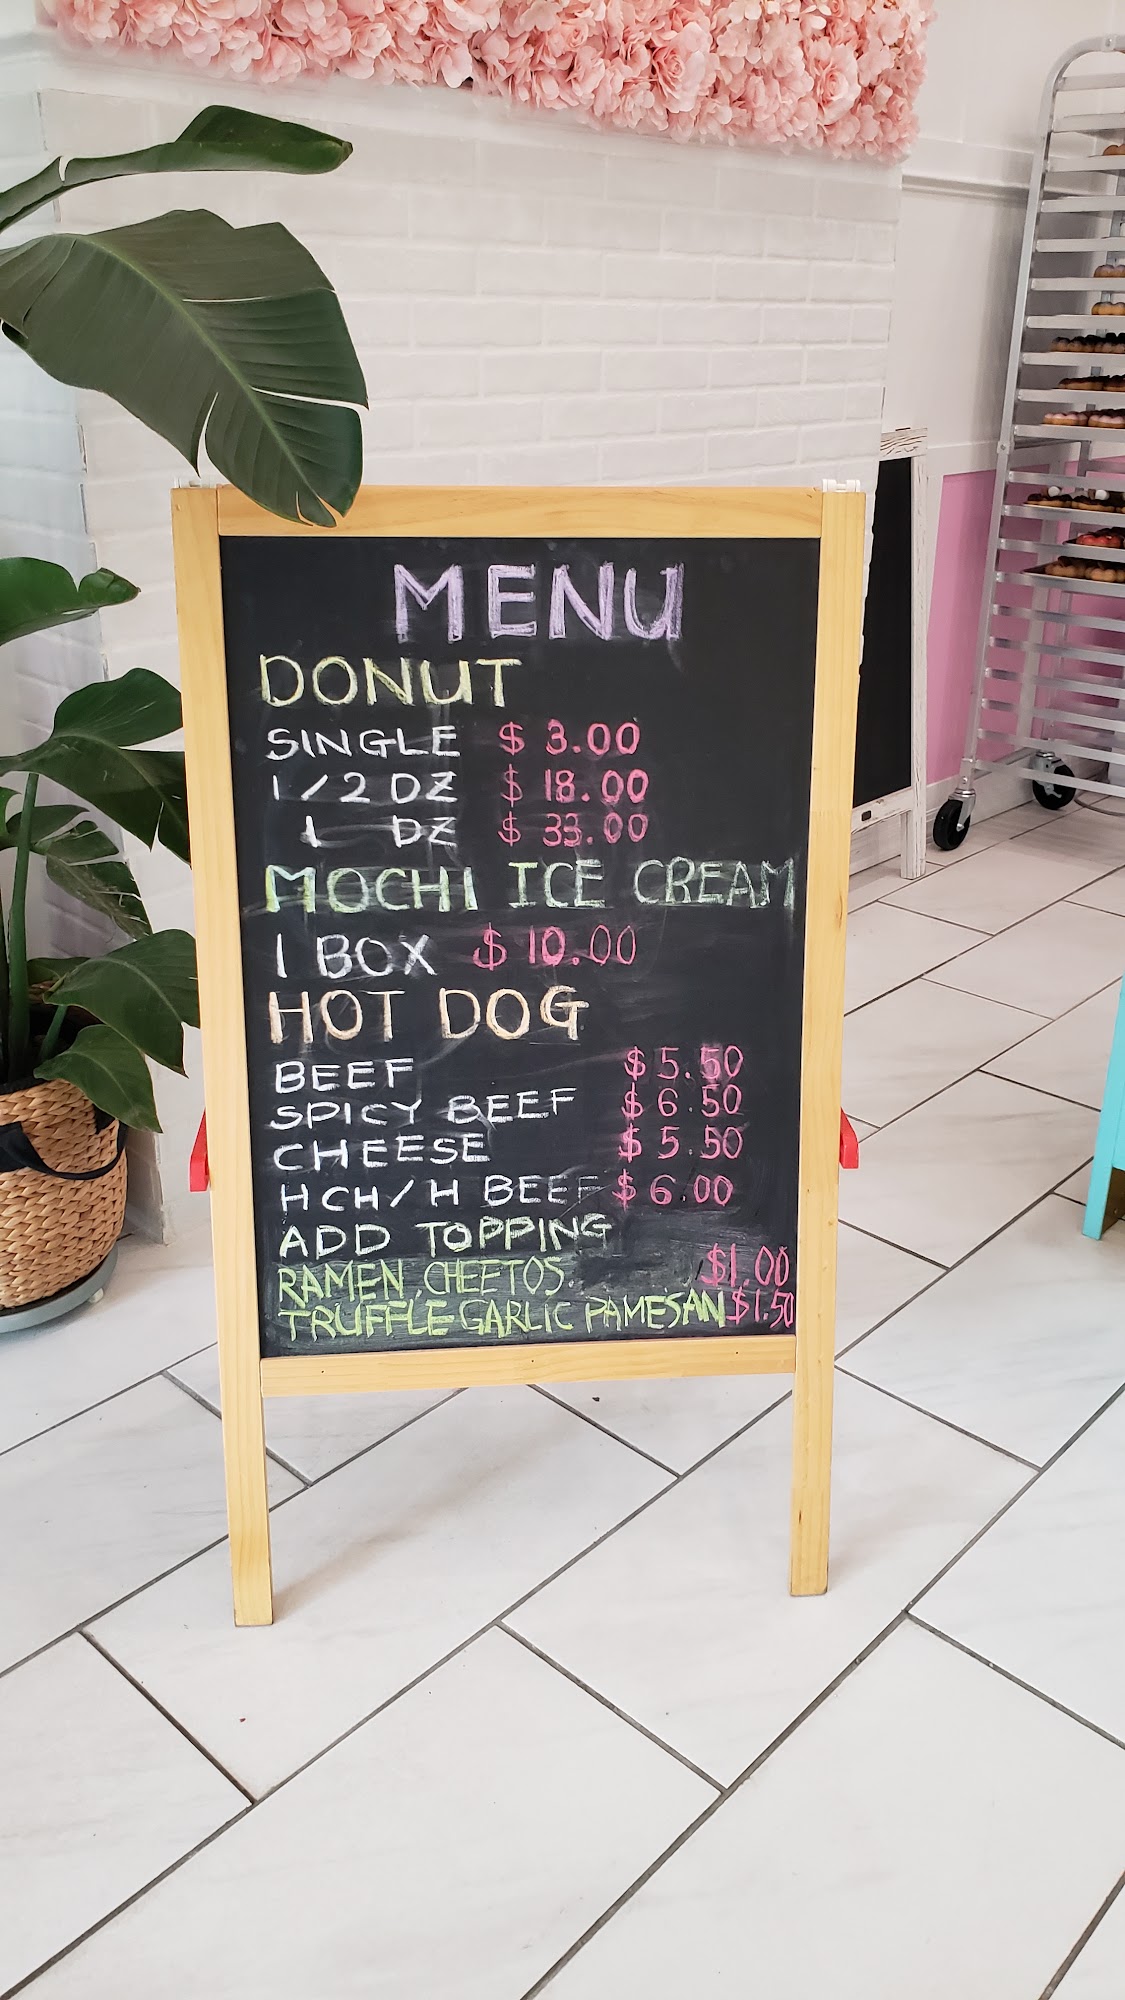 MENU
DONUT
SINGLE $ 3.00
1/2 DZ $ 18.00
1 DZ $ 33.00
MOCHI ICE CREAM
1 BOX $ 10.00
HOT DOG
BEEF $ 5.50
SPICY BEEF $ 6.50
CHEESE $ 5.50
HCH/H BEEF $ 6.00
ADD TOPPING
RAMEN, CHEETOS. $1.00
TRUFFLE GARLIC PAMESAN $1.50